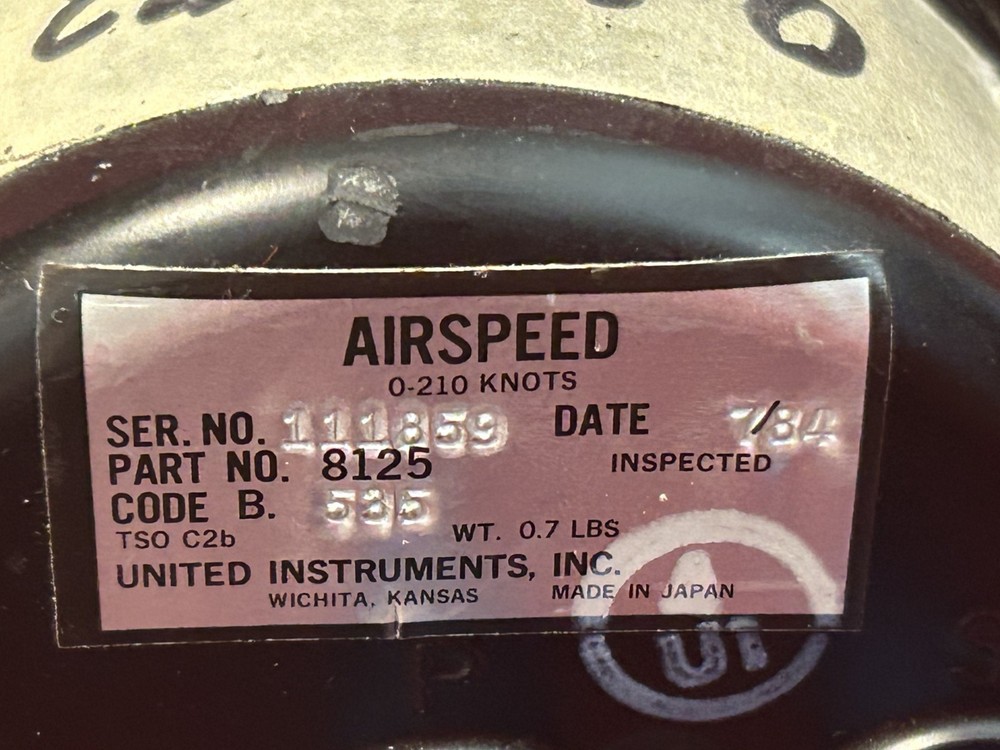 AIRSPEED
0-210 KNOTS
SER. NO. 111859 DATE 7/84
PART NO. 8125 INSPECTED
CODE B. 535
TSO C2b WT. 0.7 LBS
UNITED INSTRUMENTS, INC.
WICHITA, KANSAS MADE IN JAPAN
UI